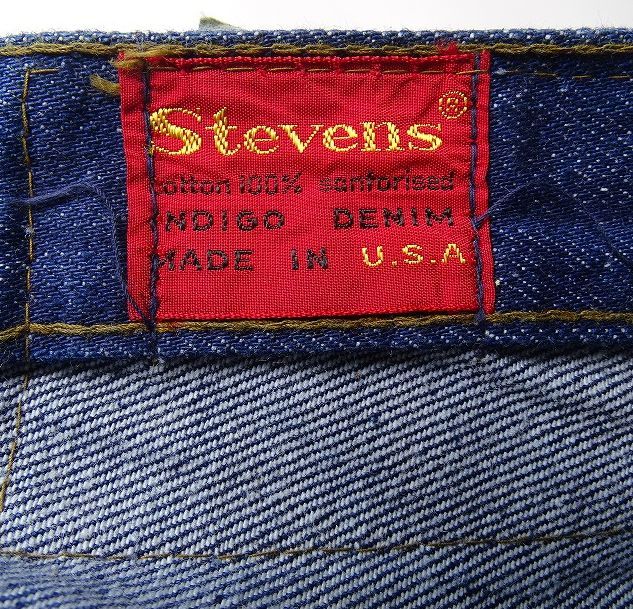 Stevens®
cotton 100% sanforised
INDIGO DENIM
MADE IN U.S.A